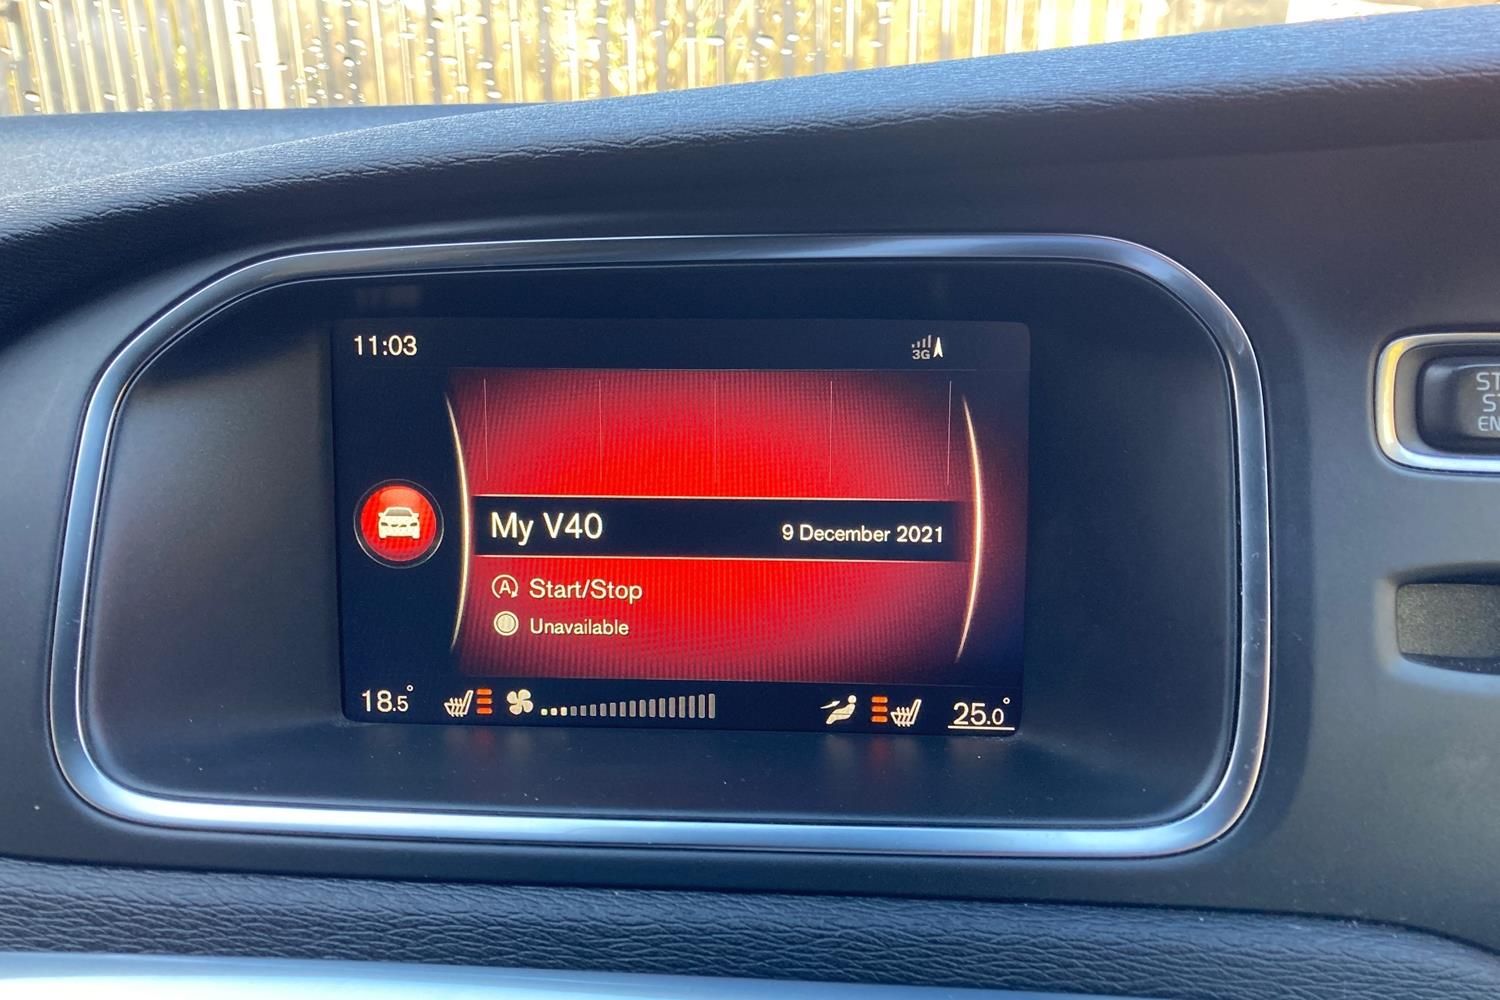 11:03
3G
My V40
9 December 2021
A Start/Stop
Unavailable
18.5°
25.0°